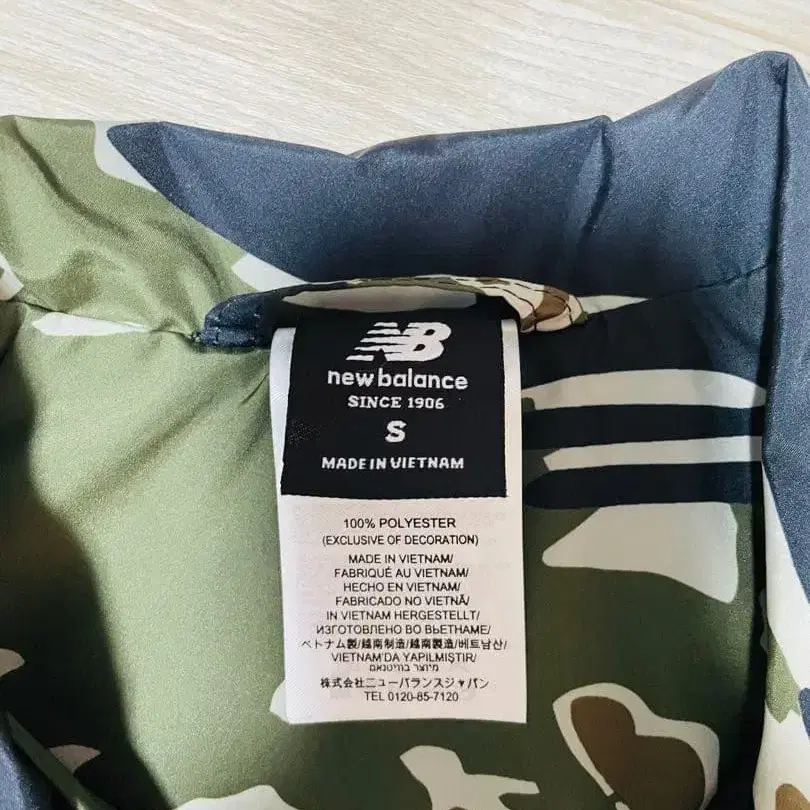 NB
new balance
SINCE 1906
S
MADE IN VIETNAM
100% POLYESTER
(EXCLUSIVE OF DECORATION)
MADE IN VIETNAM/
FABRIQUÉ AU VIETNAM/
HECHO EN VIETNAM/
FABRICADO NO VIETNÃ/
IN VIETNAM HERGESTELLT/
ИЗГОТОВЛЕНО ВО ВЬЕТНАМЕ/
ベトナム製/越南制造/越南製造/베트남산/
VIETNAM'DA YAPILMIŞTIR/
מיוצר בווייטנאם
株式会社ニューバランスジャパン
TEL 0120-85-7120